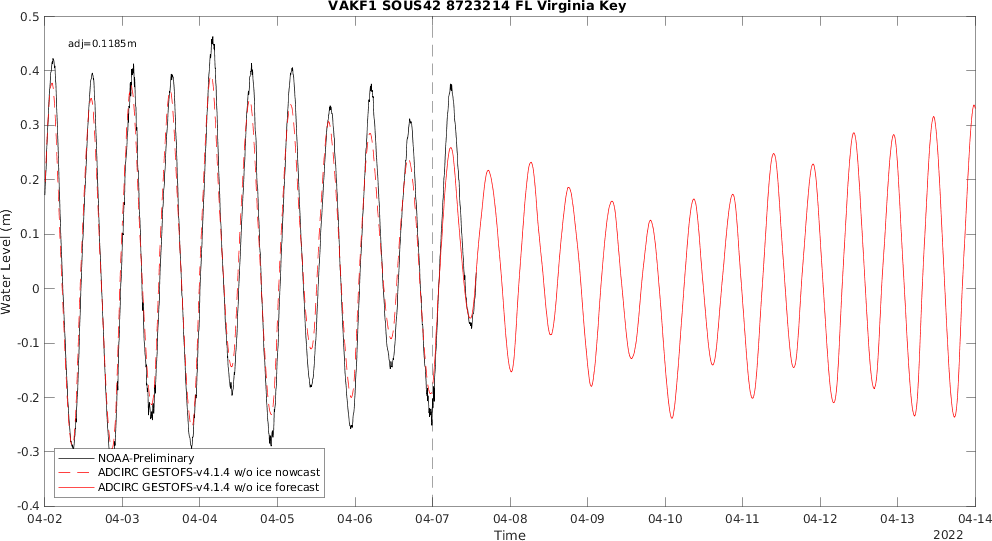 VAKF1 SOUS42 8723214 FL Virginia Key
adj=0.1185m
0.5
0.4
0.3
0.2
0.1
0
-0.1
-0.2
-0.3
-0.4
Water Level (m)
NOAA-Preliminary
ADCIRC GESTOFS-v4.1.4 w/o ice nowcast
ADCIRC GESTOFS-v4.1.4 w/o ice forecast
04-02 04-03 04-04 04-05 04-06 04-07 04-08 04-09 04-10 04-11 04-12 04-13 04-14
Time
2022